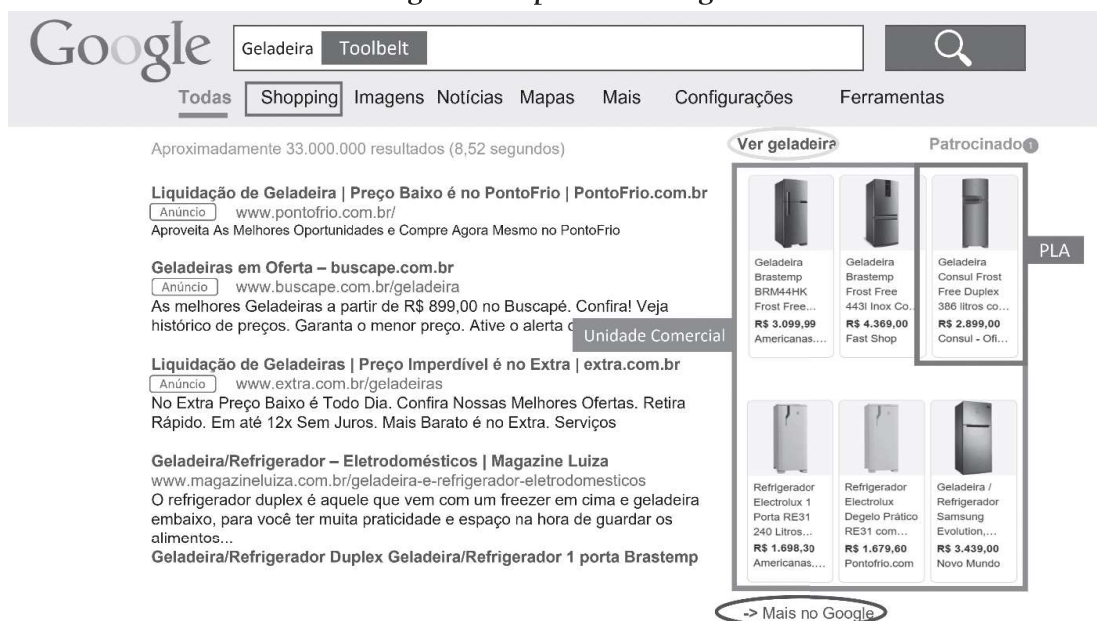 Google
Geladeira
Toolbelt
Todas Shopping Imagens Notícias Mapas Mais Configurações Ferramentas
Aproximadamente 33.000.000 resultados (8,52 segundos)
Liquidação de Geladeira | Preço Baixo é no PontoFrio | PontoFrio.com.br
Anúncio www.pontofrio.com.br/
Aproveita As Melhores Oportunidades e Compre Agora Mesmo no PontoFrio
Geladeiras em Oferta – buscape.com.br
Anúncio www.buscape.com.br/geladeira
As melhores Geladeiras a partir de R$ 899,00 no Buscapé. Confira! Veja
histórico de preços. Garanta o menor preço. Ative o alerta
Liquidação de Geladeiras | Preço Imperdível é no Extra | extra.com.br
Anúncio www.extra.com.br/geladeiras
No Extra Preço Baixo é Todo Dia. Confira Nossas Melhores Ofertas. Retira
Rápido. Em até 12x Sem Juros. Mais Barato é no Extra. Serviços
Geladeira/Refrigerador – Eletrodomésticos | Magazine Luiza
www.magazineluiza.com.br/geladeira-e-refrigerador-eletrodomesticos
O refrigerador duplex é aquele que vem com um freezer em cima e geladeira
embaixo, para você ter muita praticidade e espaço na hora de guardar os
alimentos...
Geladeira/Refrigerador Duplex Geladeira/Refrigerador 1 porta Brastemp
Ver geladeira
Patrocinado
Geladeira
Brastemp
BRM44HK
Frost Free...
R$ 3.099,99
Americanas....
Geladeira
Brastemp
Frost Free
443l Inox Co..
R$ 4.369,00
Fast Shop
Geladeira
Consul Frost
Free Duplex
386 litros co...
R$ 2.899,00
Consul - Ofi...
PLA
Unidade Comercial
Refrigerador
Electrolux 1
Porta RE31
240 Litros...
R$ 1.698,30
Americanas....
Refrigerador
Electrolux
Degelo Prático
RE31 com...
R$ 1.679,60
Pontofrio.com
Geladeira /
Refrigerador
Samsung
Evolution,...
R$ 3.439,00
Novo Mundo
-> Mais no Google